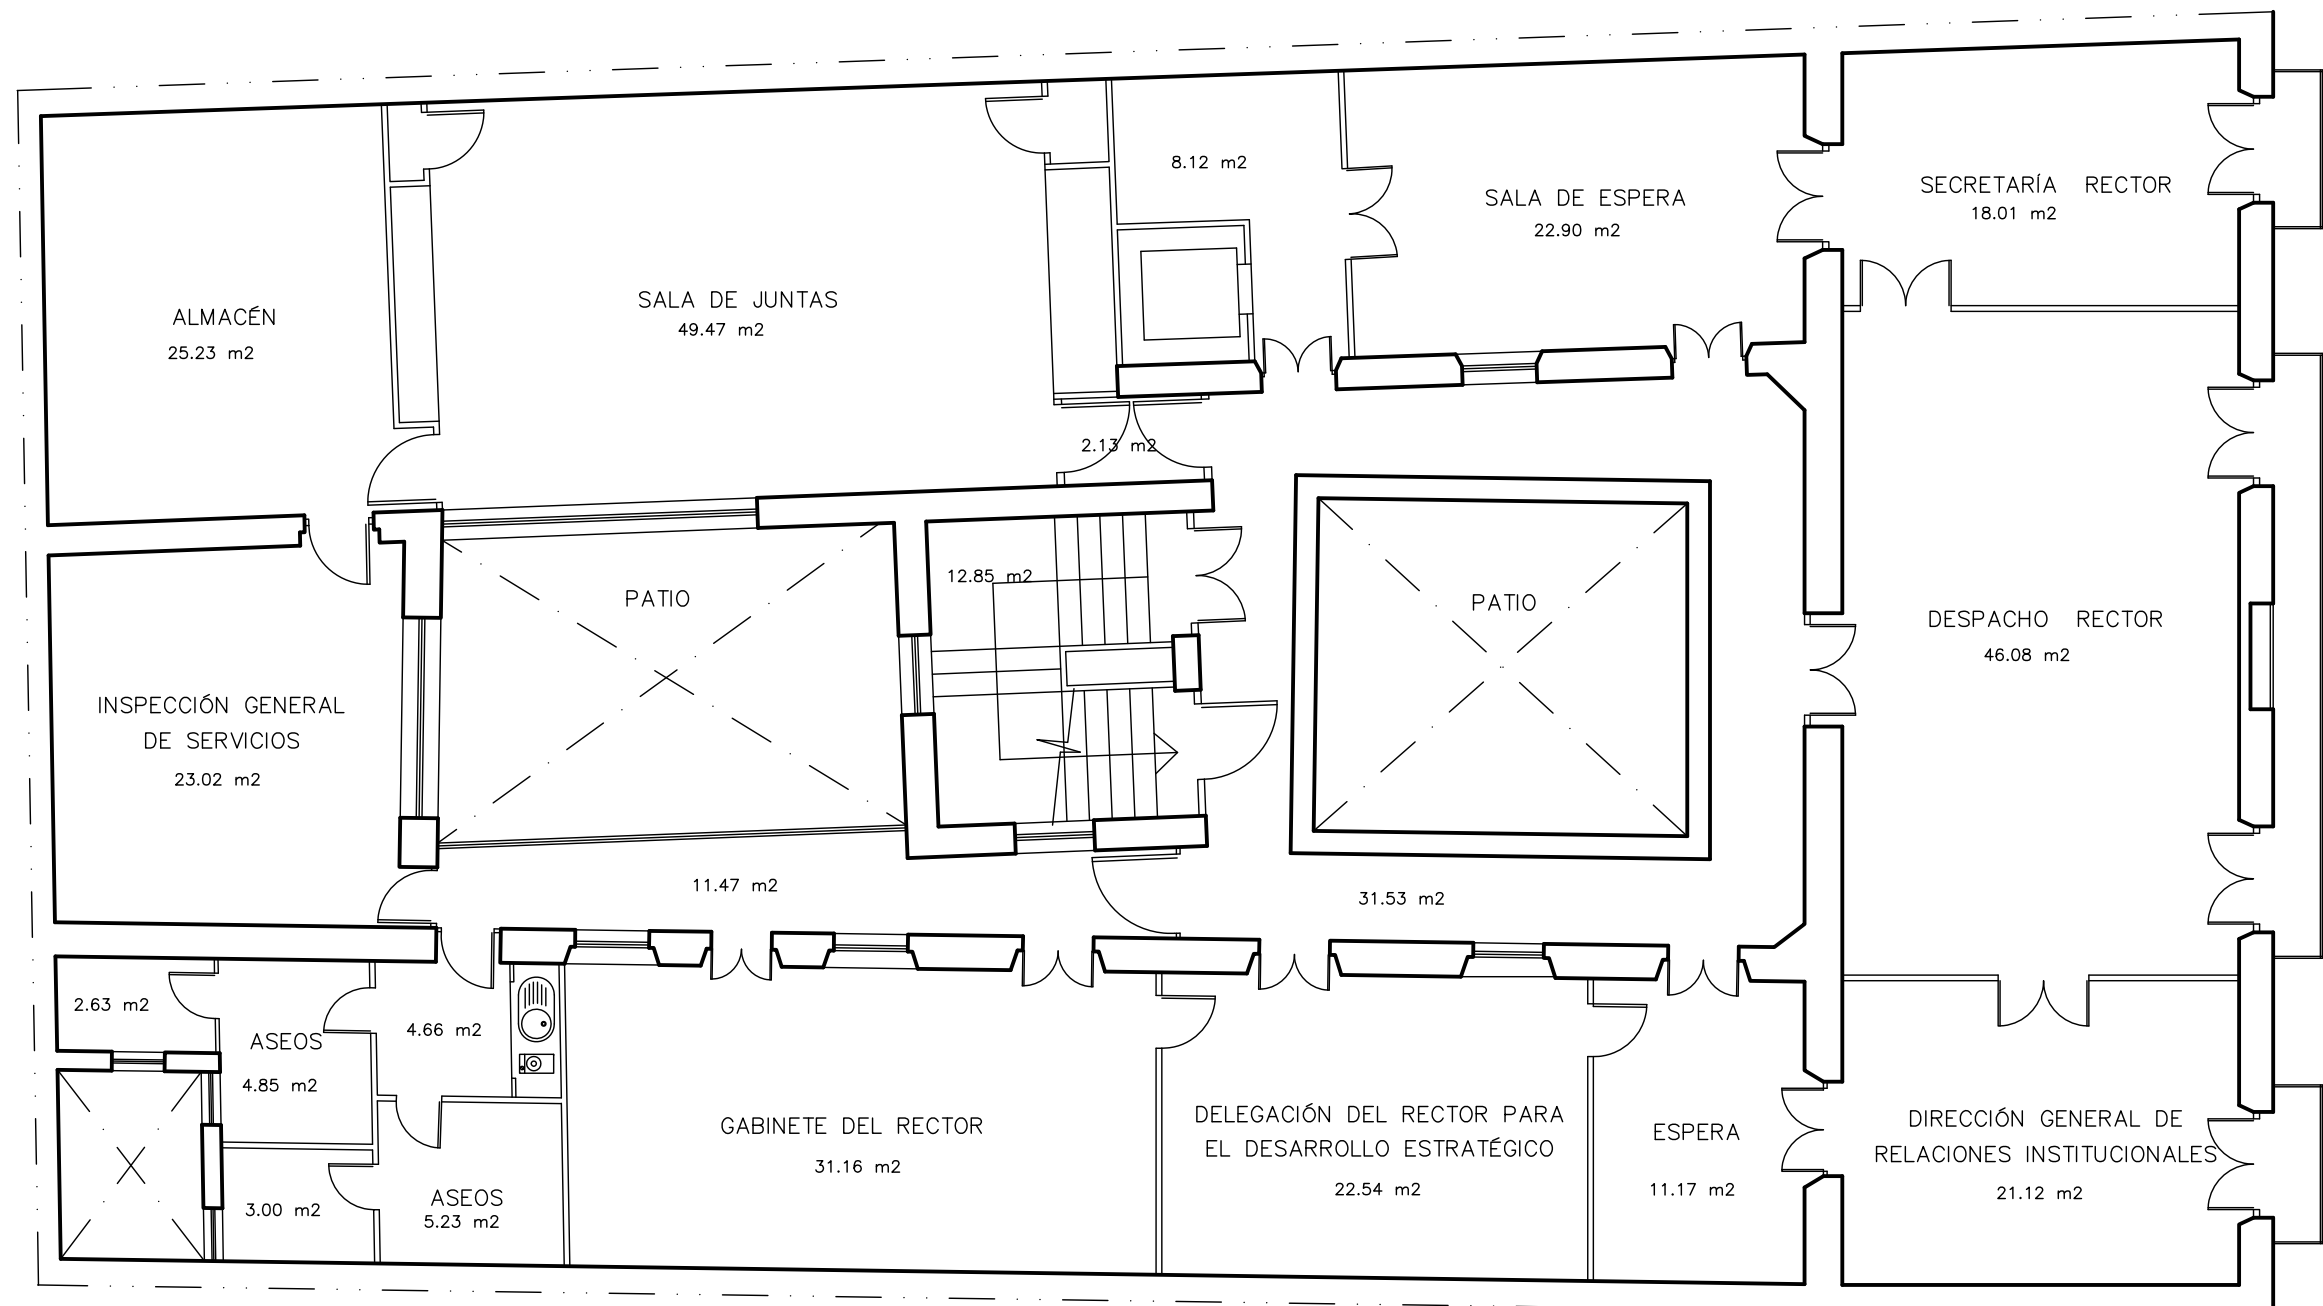 8.12 m2
SALA DE ESPERA
22.90 m2
SECRETARÍA RECTOR
18.01 m2
ALMACÉN
25.23 m2
SALA DE JUNTAS
49.47 m2
2.13 m2
12.85 m2
PATIO
PATIO
DESPACHO RECTOR
46.08 m2
INSPECCIÓN GENERAL
DE SERVICIOS
23.02 m2
11.47 m2
31.53 m2
2.63 m2
ASEOS
4.85 m2
4.66 m2
3.00 m2
ASEOS
5.23 m2
GABINETE DEL RECTOR
31.16 m2
DELEGACIÓN DEL RECTOR PARA
EL DESARROLLO ESTRATÉGICO
22.54 m2
ESPERA
11.17 m2
DIRECCIÓN GENERAL DE
RELACIONES INSTITUCIONALES
21.12 m2